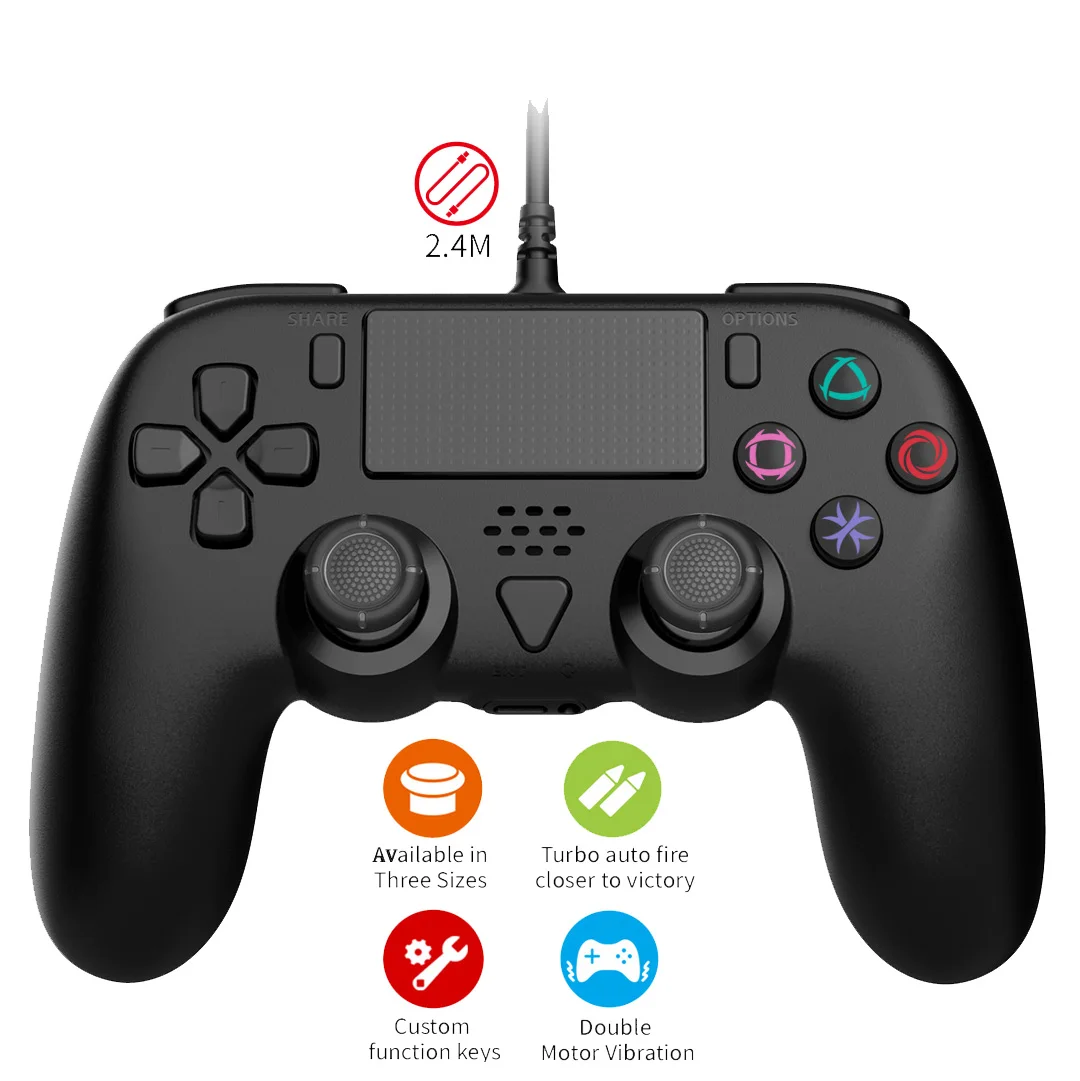 2.4M
SHARE
OPTIONS
Available in
Three Sizes
Turbo auto fire
closer to victory
Custom
function keys
Double
Motor Vibration